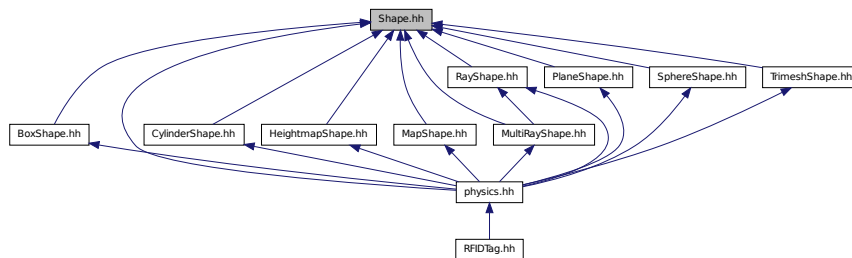 Shape.hh
RayShape.hh
PlaneShape.hh
SphereShape.hh
TrimeshShape.hh
BoxShape.hh
CylinderShape.hh
HeightmapShape.hh
MapShape.hh
MultiRayShape.hh
physics.hh
RFIDTag.hh